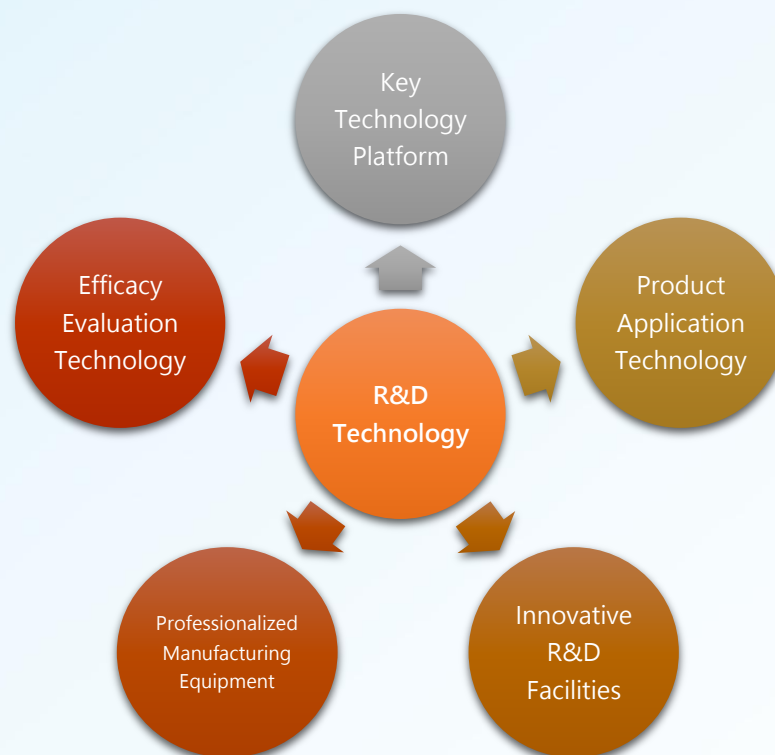 Key
Technology
Platform
Efficacy
Evaluation
Technology
Product
Application
Technology
R&D
Technology
Professionalized
Manufacturing
Equipment
Innovative
R&D
Facilities